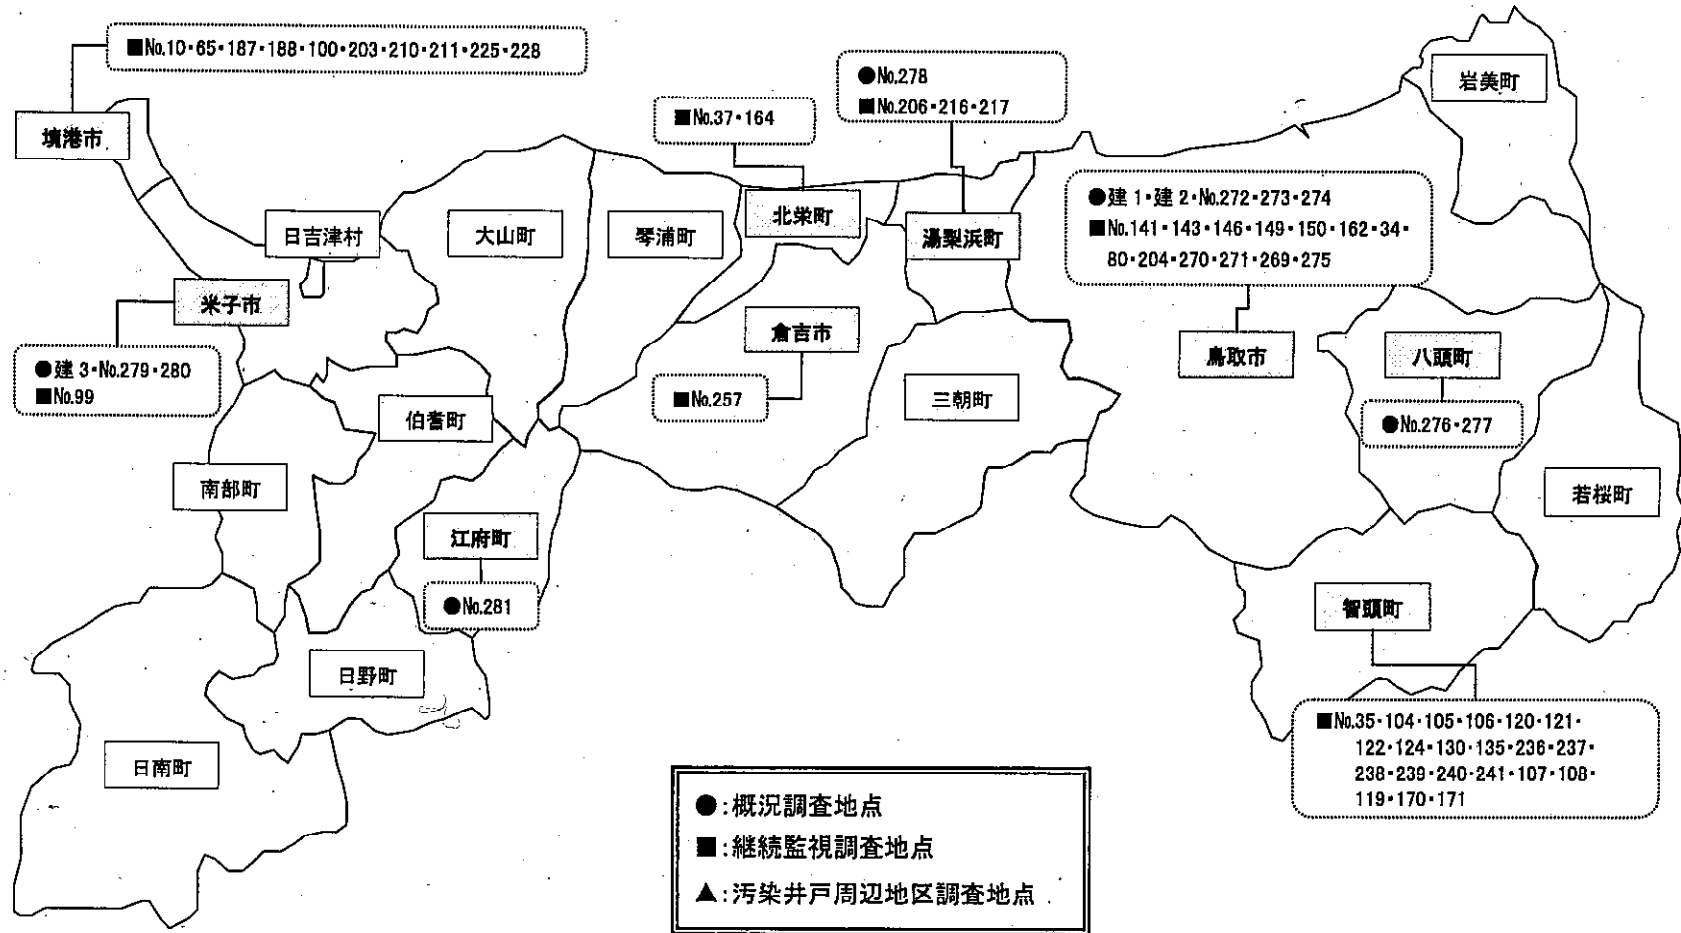 ■No.10・65・187・188・100・203・210・211・225・228
境港市
●No.278
■No.206・216・217
岩美町
■No.37・164
●建1・建2・No.272・273・274
■No.141・143・146・149・150・162・34・
80・204・270・271・269・275
日吉津村
大山町
琴浦町
北栄町
湯梨浜町
米子市
倉吉市
鳥取市
八頭町
●建3・No.279・280
■No.99
伯耆町
■No.257
三朝町
●No.276・277
南部町
若桜町
江府町
●No.281
智頭町
日野町
■No.35・104・105・106・120・121・
122・124・130・135・236・237・
238・239・240・241・107・108・
119・170・171
日南町
●:概況調査地点
■:継続監視調査地点
▲:汚染井戸周辺地区調査地点